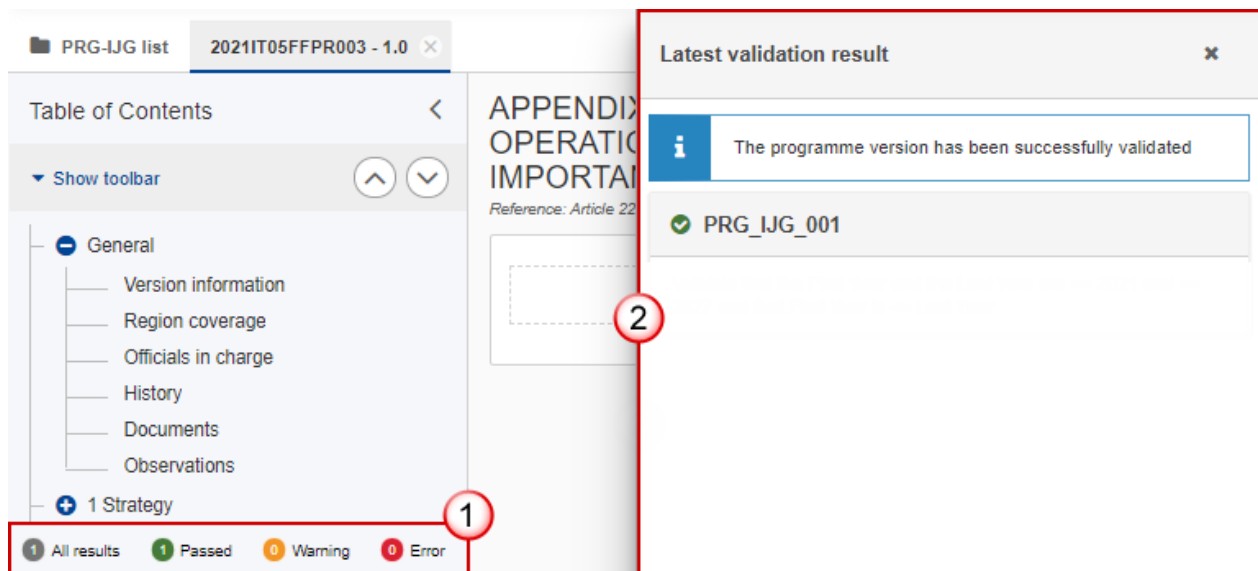 PRG-IJG list
2021IT05FFPR003 - 1.0
Table of Contents
Show toolbar
General
Version information
Region coverage
Officials in charge
History
Documents
Observations
1 Strategy
1
1 All results 1 Passed 0 Warning 0 Error
APPENDIX
OPERATIO
IMPORTAN
Reference: Article 22
2
Latest validation result
The programme version has been successfully validated
PRG_IJG_001